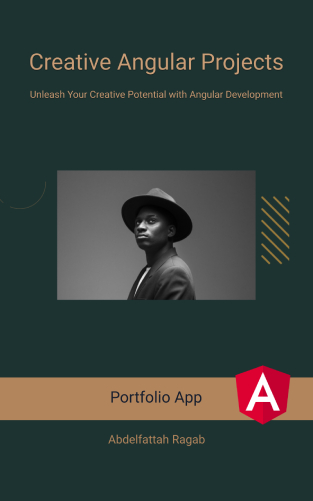 Creative Angular Projects
Unleash Your Creative Potential with Angular Development
Portfolio App
A
Abdelfattah Ragab